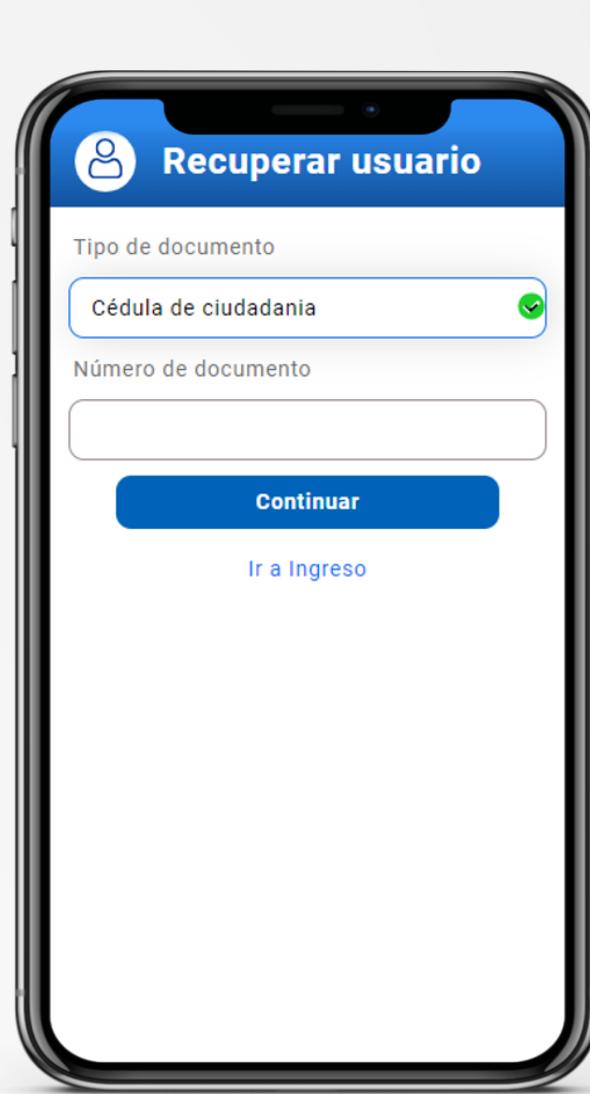 Recuperar usuario
Tipo de documento
Cédula de ciudadania
Número de documento
Continuar
Ir a Ingreso